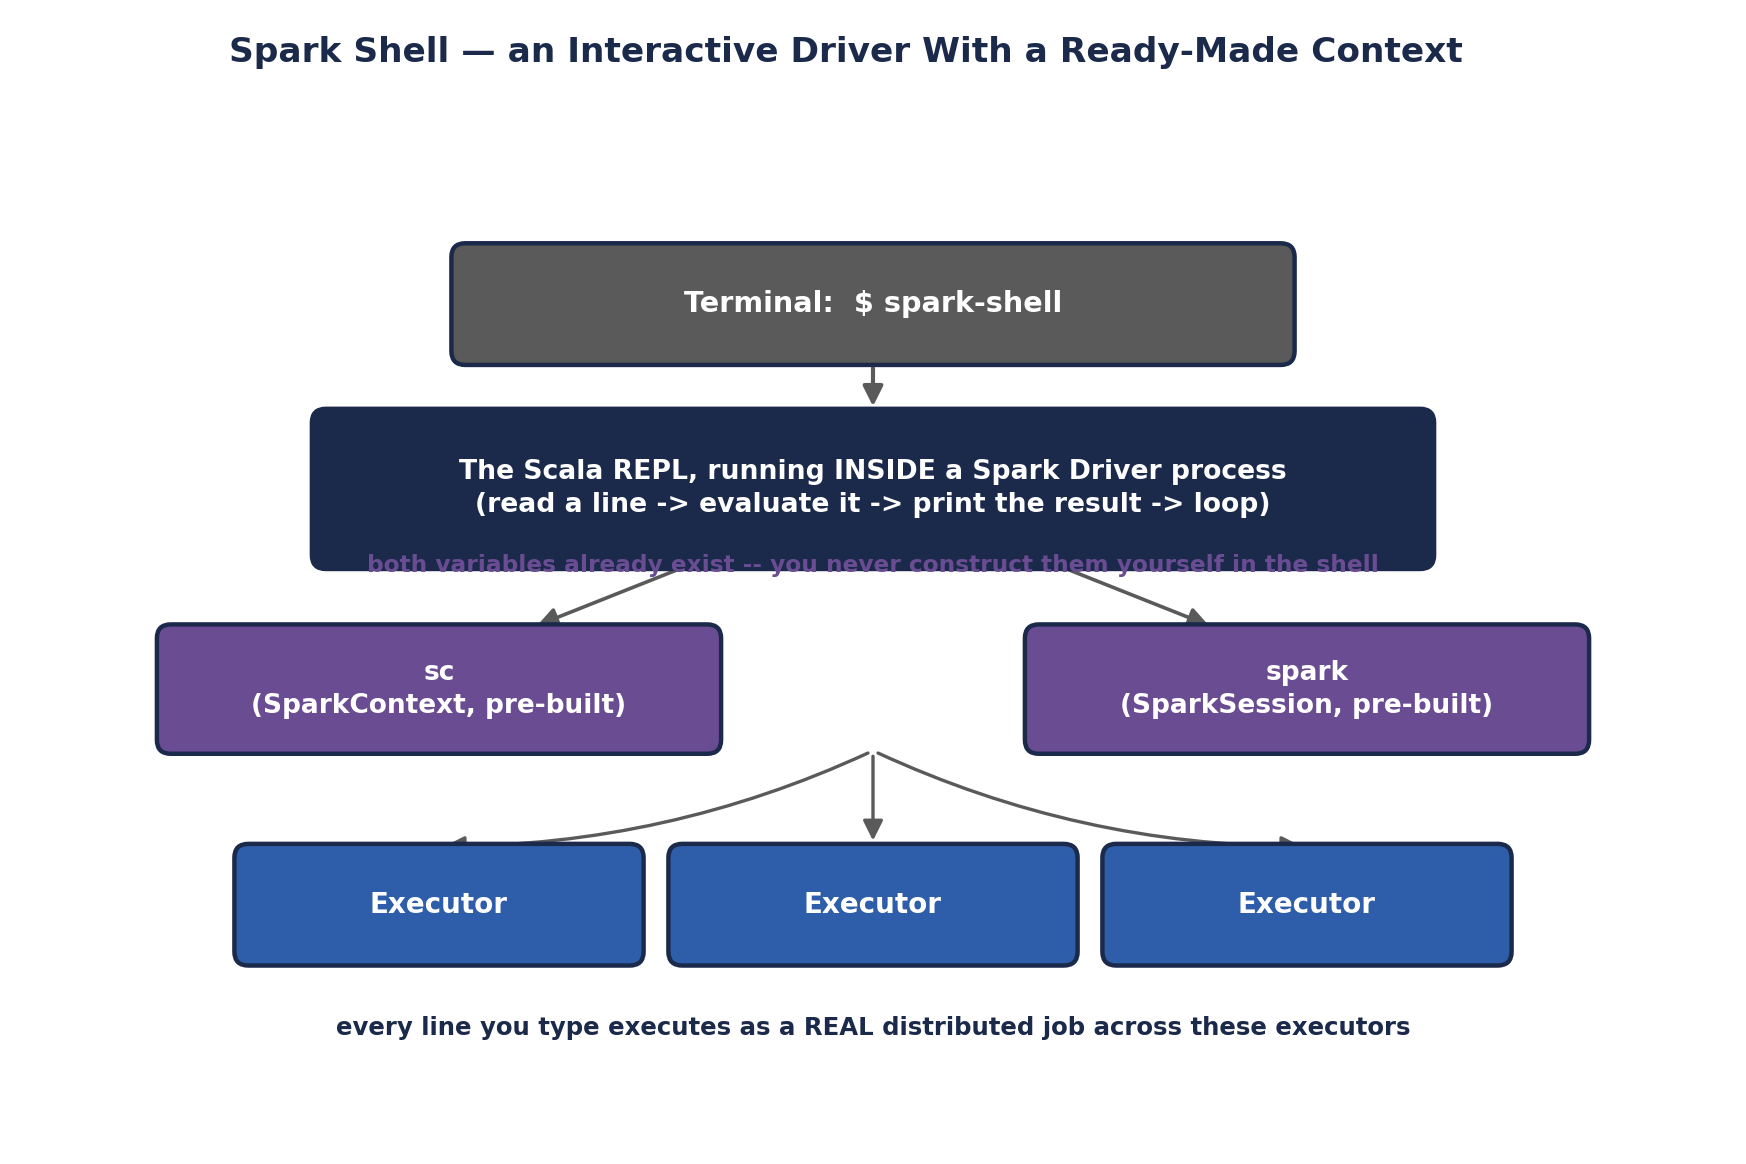 Spark Shell — an Interactive Driver With a Ready-Made Context
Terminal:  $ spark-shell
The Scala REPL, running INSIDE a Spark Driver process
(read a line -> evaluate it -> print the result -> loop)
both variables already exist -- you never construct them yourself in the shell
sc
(SparkContext, pre-built)
spark
(SparkSession, pre-built)
Executor
Executor
Executor
every line you type executes as a REAL distributed job across these executors